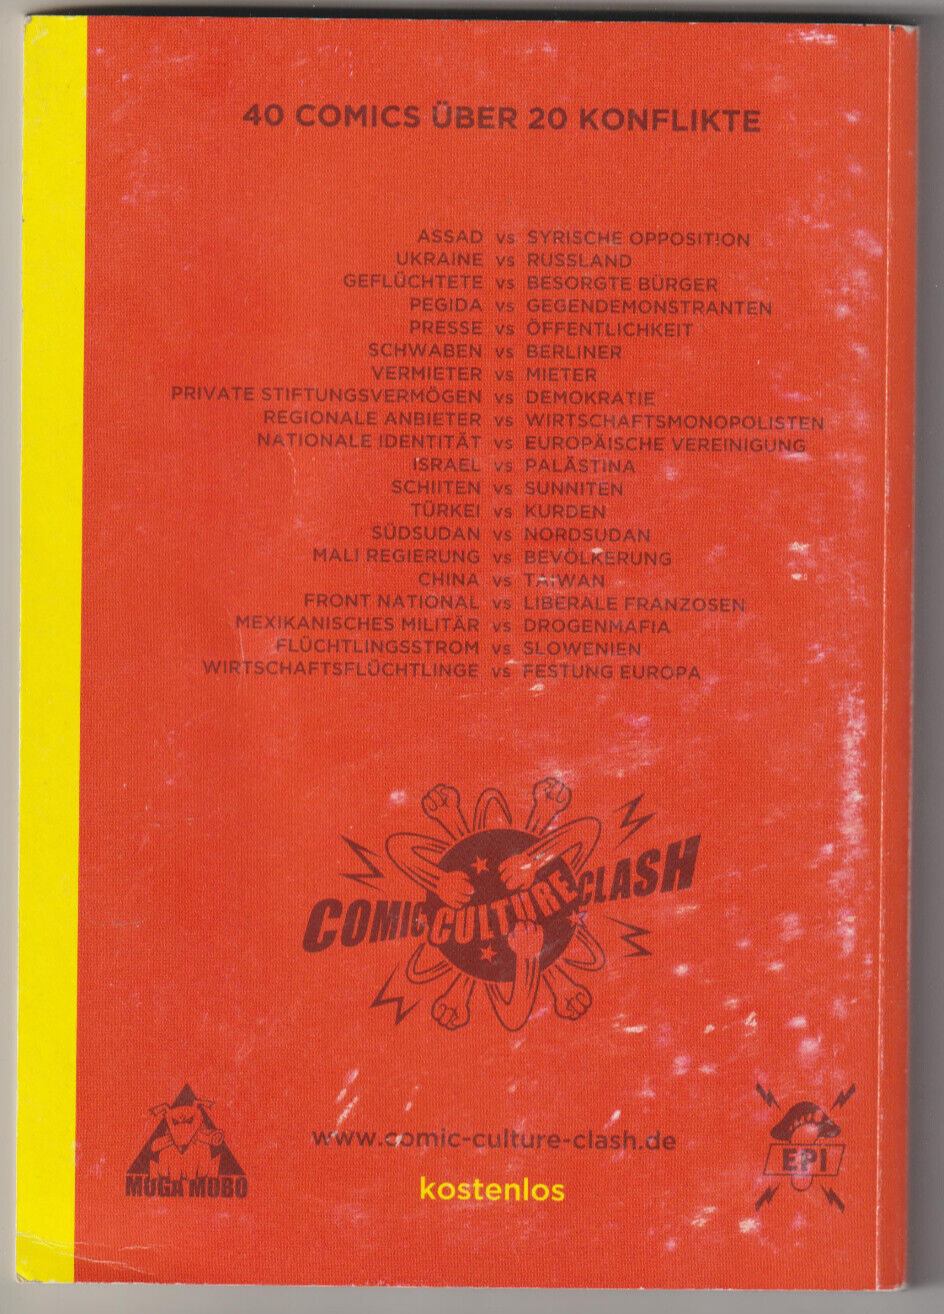 40 COMICS ÜBER 20 KONFLIKTE
ASSAD vs SYRISCHE OPPOSITION
UKRAINE vs RUSSLAND
GEFLÜCHTETE vs BESORGTE BÜRGER
PEGIDA vs GEGENDEMONSTRANTEN
PRESSE vs ÖFFENTLICHKEIT
SCHWABEN vs BERLINER
VERMIETER vs MIETER
PRIVATE STIFTUNGSVERMÖGEN vs DEMOKRATIE
REGIONALE ANBIETER vs WIRTSCHAFTSMONOPOLISTEN
NATIONALE IDENTITÄT vs EUROPÄISCHE VEREINIGUNG
ISRAEL vs PALÄSTINA
SCHIITEN vs SUNNITEN
TÜRKEI vs KURDEN
SÜDSUDAN vs NORDSUDAN
MALI REGIERUNG vs BEVÖLKERUNG
CHINA vs TAIWAN
FRONT NATIONAL vs LIBERALE FRANZOSEN
MEXIKANISCHES MILITÄR vs DROGENMAFIA
FLÜCHTLINGSSTROM vs SLOWENIEN
WIRTSCHAFTSFLÜCHTLINGE vs FESTUNG EUROPA
COMIC CULTURE CLASH
MOGA MOBO
www.comic-culture-clash.de
kostenlos
EPI